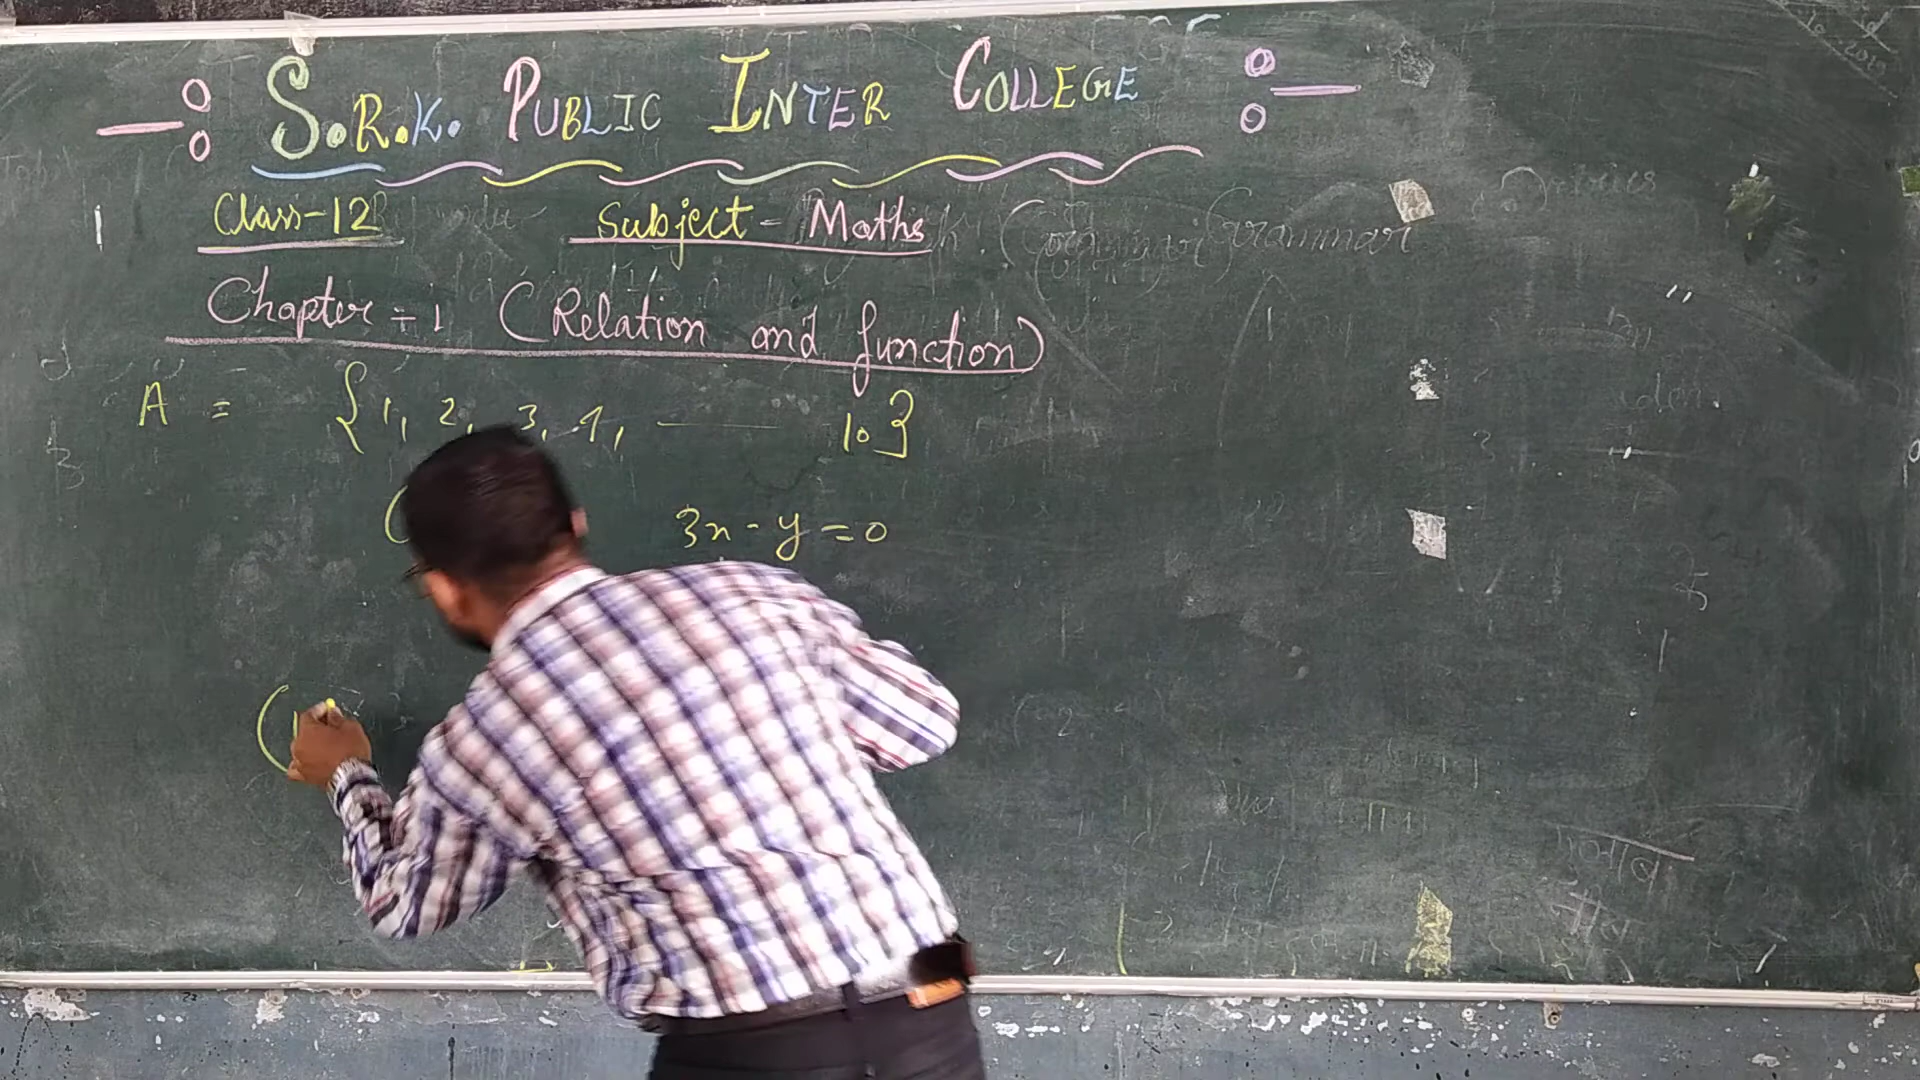 S.R.K. PUBLIC INTER COLLEGE
Class-12 Subject - Maths
Chapter - 1 (Relation and function)
A = {1, 2, 3, 4, ------ 10}
( 3x - y = 0
(1